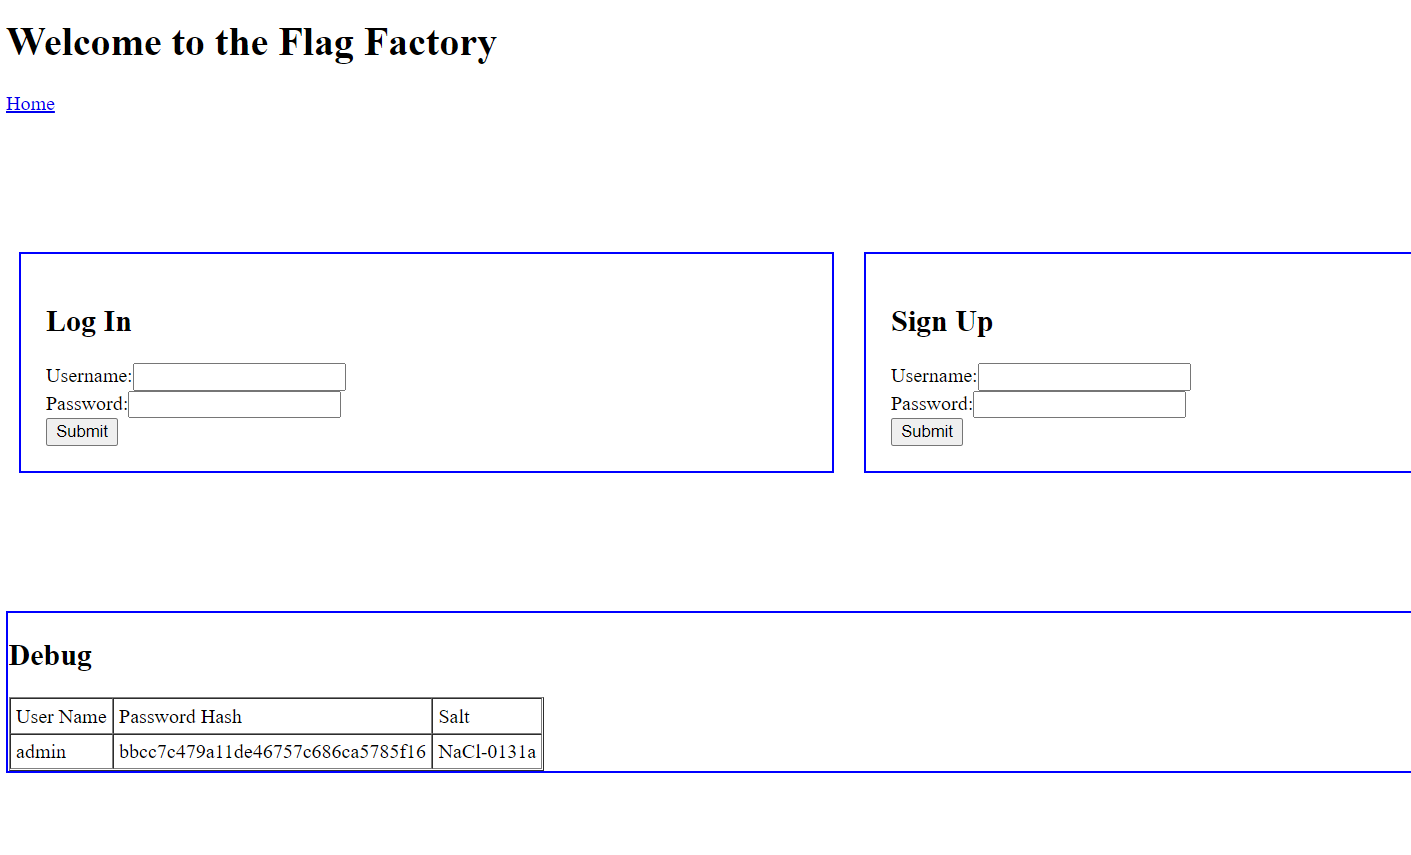 Welcome to the Flag Factory
Home
Log In
Username:
Password:
Submit
Sign Up
Username:
Password:
Submit
Debug
User Name Password Hash Salt
admin bbcc7c479a11de46757c686ca5785f16 NaCl-0131a